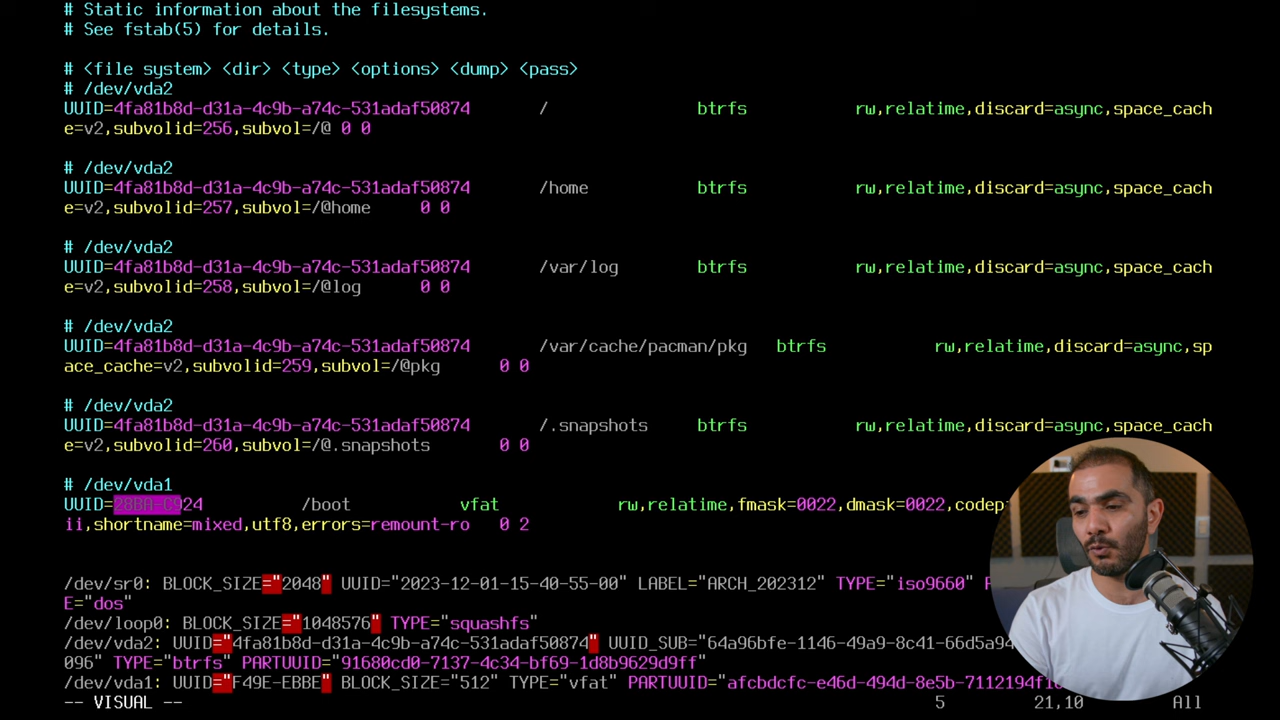 # Static information about the filesystems.
# See fstab(5) for details.
# <file system> <dir> <type> <options> <dump> <pass>
# /dev/vda2
UUID=4fa81b8d-d31a-4c9b-a74c-531adaf50874 / btrfs rw,relatime,discard=async,space_cach
e=v2,subvolid=256,subvol=/@ 0 0
# /dev/vda2
UUID=4fa81b8d-d31a-4c9b-a74c-531adaf50874 /home btrfs rw,relatime,discard=async,space_cach
e=v2,subvolid=257,subvol=/@home 0 0
# /dev/vda2
UUID=4fa81b8d-d31a-4c9b-a74c-531adaf50874 /var/log btrfs rw,relatime,discard=async,space_cach
e=v2,subvolid=258,subvol=/@log 0 0
# /dev/vda2
UUID=4fa81b8d-d31a-4c9b-a74c-531adaf50874 /var/cache/pacman/pkg btrfs rw,relatime,discard=async,sp
ace_cache=v2,subvolid=259,subvol=/@pkg 0 0
# /dev/vda2
UUID=4fa81b8d-d31a-4c9b-a74c-531adaf50874 /.snapshots btrfs rw,relatime,discard=async,space_cach
e=v2,subvolid=260,subvol=/@.snapshots 0 0
# /dev/vda1
UUID=28BA-C924 /boot vfat rw,relatime,fmask=0022,dmask=0022,codep
ii,shortname=mixed,utf8,errors=remount-ro 0 2
/dev/sr0: BLOCK_SIZE="2048" UUID="2023-12-01-15-40-55-00" LABEL="ARCH_202312" TYPE="iso9660"
E="dos"
/dev/loop0: BLOCK_SIZE="1048576" TYPE="squashfs"
/dev/vda2: UUID="4fa81b8d-d31a-4c9b-a74c-531adaf50874" UUID_SUB="64a96bfe-1146-49a9-8c41-66d5a94
096" TYPE="btrfs" PARTUUID="91680cd0-7137-4c34-bf69-1d8b9629d9ff"
/dev/vda1: UUID="F49E-EBBE" BLOCK_SIZE="512" TYPE="vfat" PARTUUID="afcbdcfc-e46d-494d-8e5b-7112194f1
-- VISUAL -- 5 21,10 All